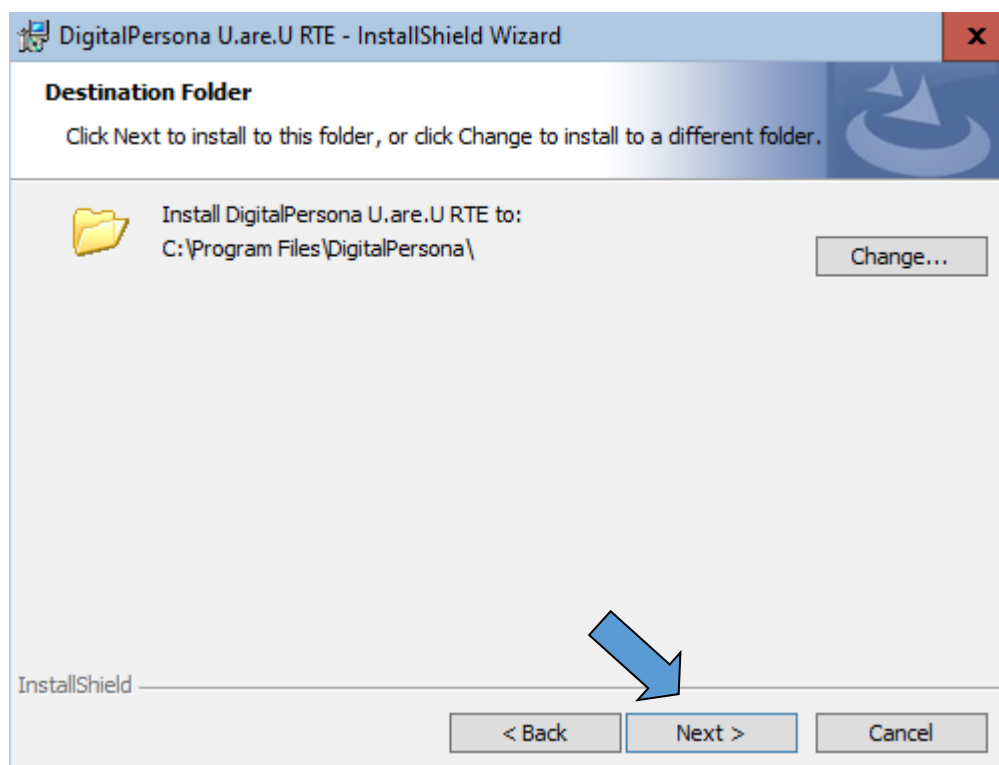 DigitalPersona U.are.U RTE - InstallShield Wizard
x
Destination Folder
Click Next to install to this folder, or click Change to install to a different folder.
Install DigitalPersona U.are.U RTE to:
C:\Program Files\DigitalPersona\
Change...
InstallShield
< Back
Next >
Cancel